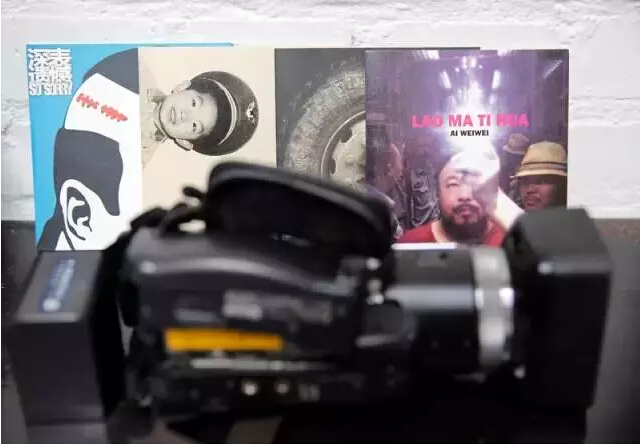 深表
遗憾
SO SORRY
LAO MA TI HUA
AI WEIWEI